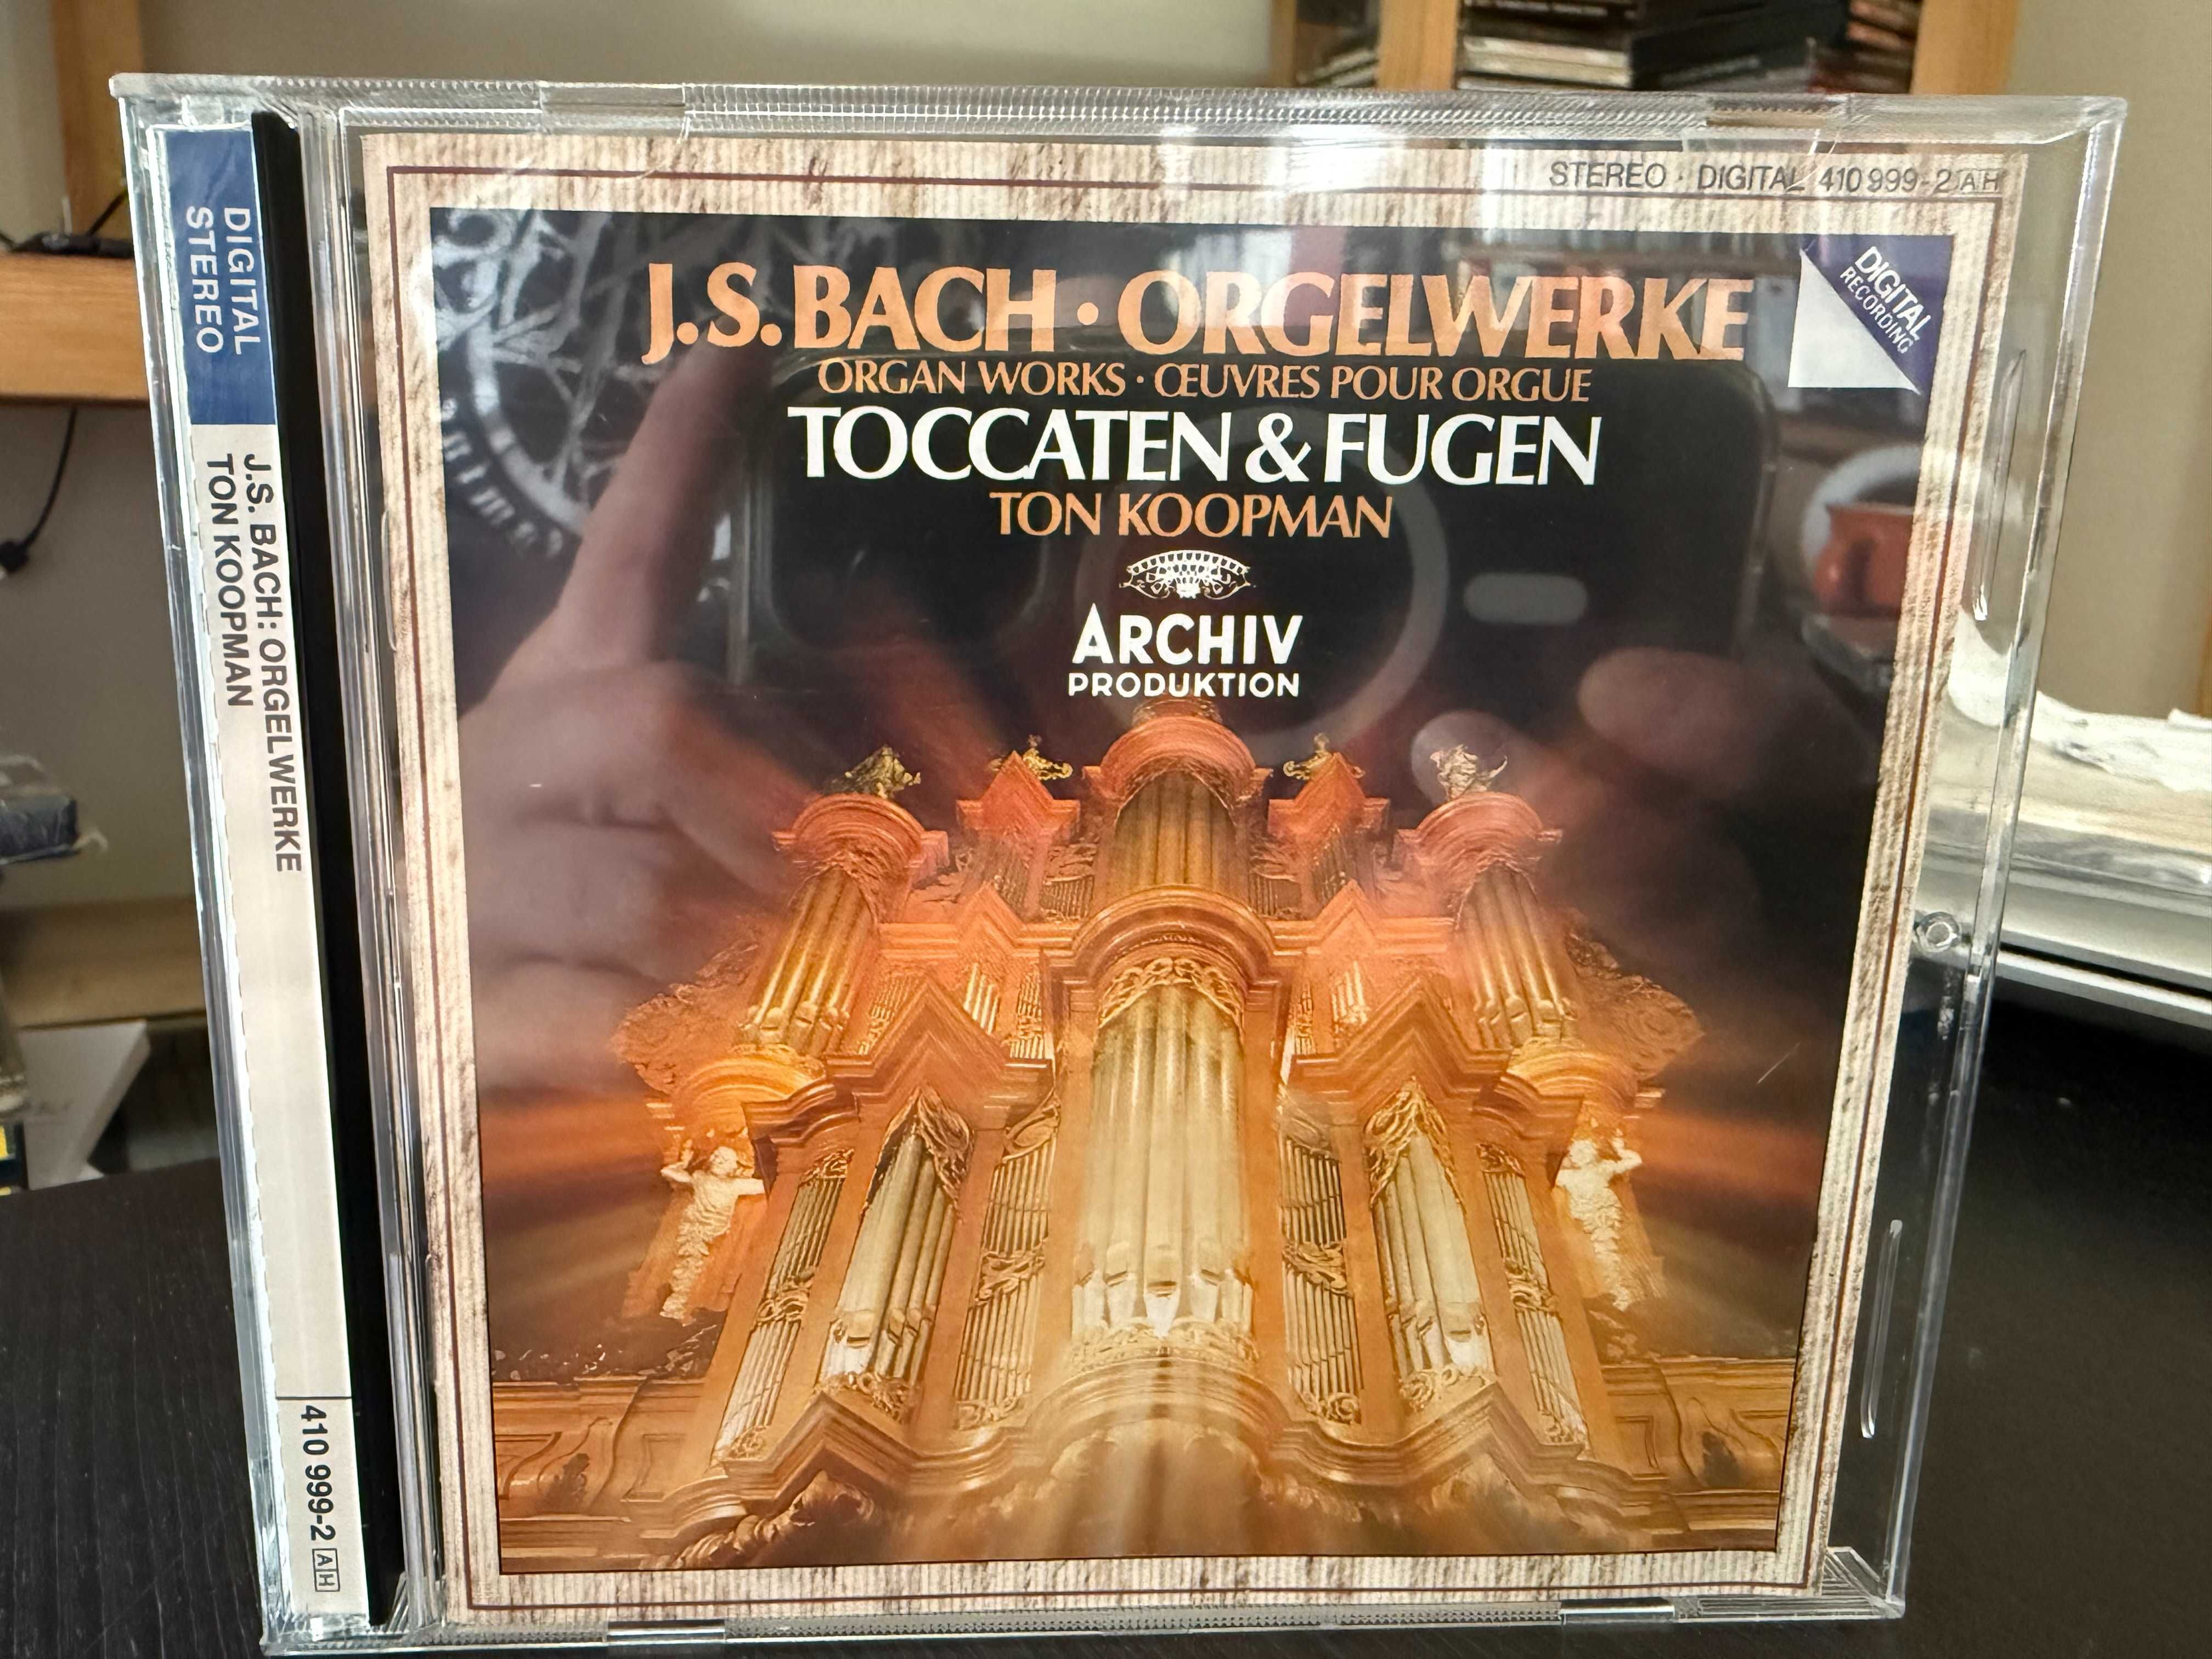 STEREO · DIGITAL 410 999-2 AH
DIGITAL
RECORDING
J.S. BACH · ORGELWERKE
ORGAN WORKS · ŒUVRES POUR ORGUE
TOCCATEN & FUGEN
TON KOOPMAN
ARCHIV
PRODUKTION
DIGITAL
STEREO
J.S. BACH: ORGELWERKE
TON KOOPMAN
410 999-2 AH